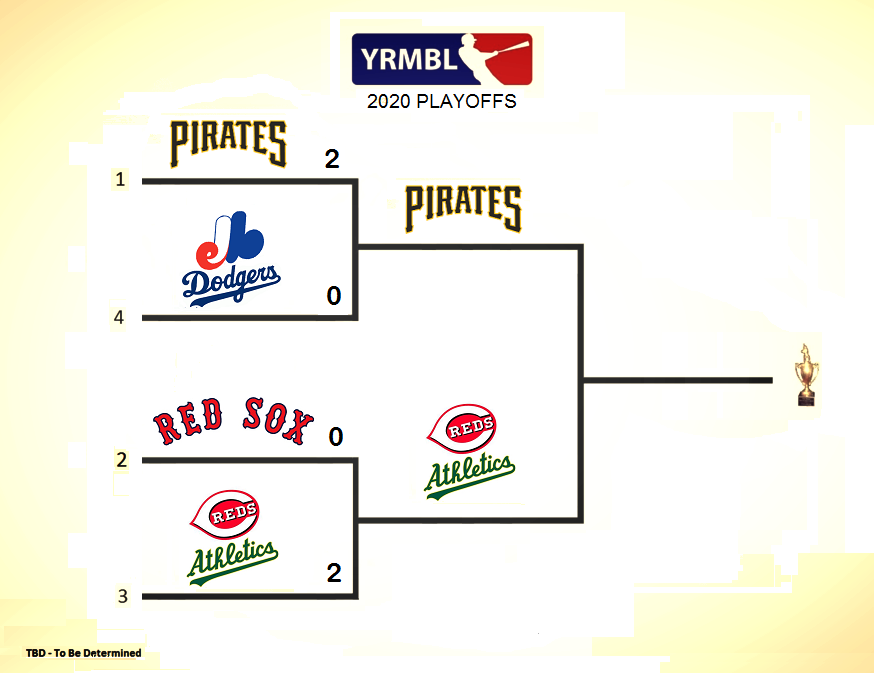 YRMBL
2020 PLAYOFFS
PIRATES 2
1
PIRATES
Dodgers
0
4
RED SOX 0
2
REDS
Athletics
REDS
Athletics
2
3
TBD - To Be Determined